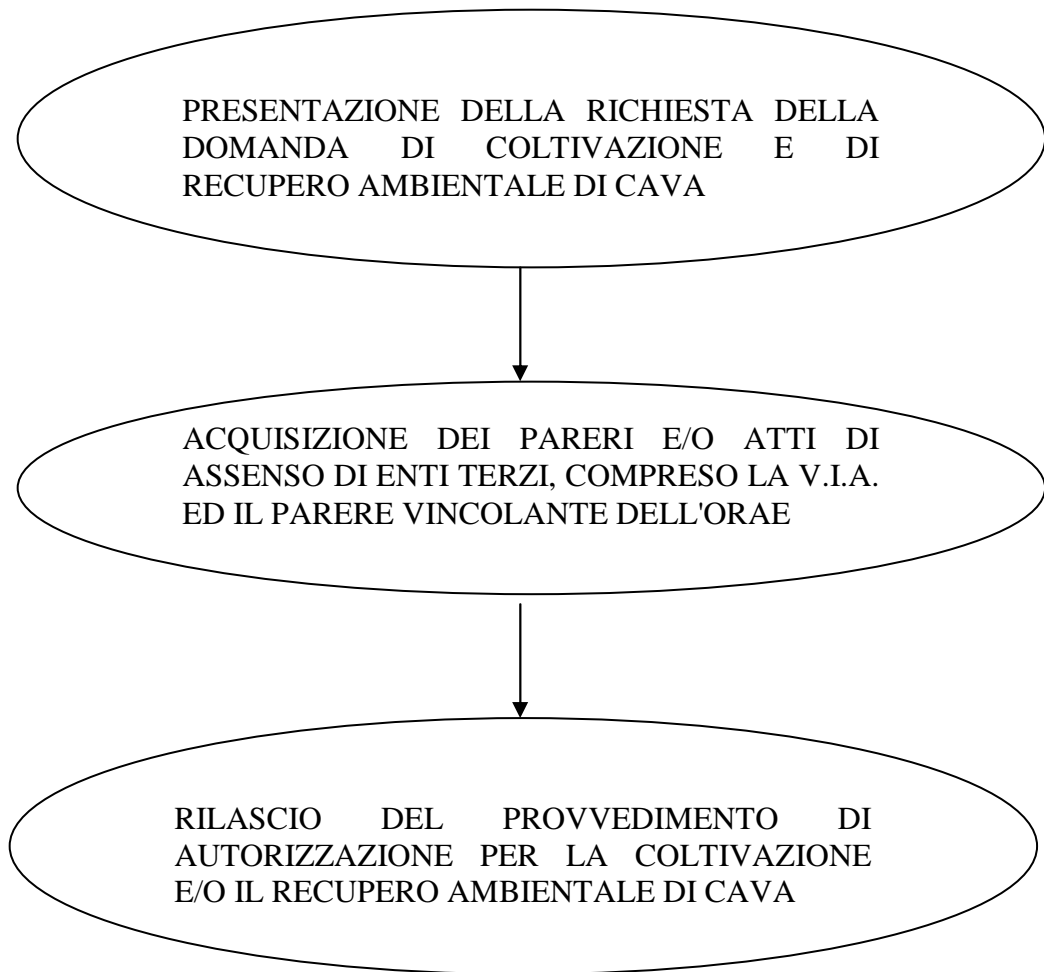 PRESENTAZIONE DELLA RICHIESTA DELLA
DOMANDA DI COLTIVAZIONE E DI
RECUPERO AMBIENTALE DI CAVA
ACQUISIZIONE DEI PARERI E/O ATTI DI
ASSENSO DI ENTI TERZI, COMPRESO LA V.I.A.
ED IL PARERE VINCOLANTE DELL'ORAE
RILASCIO DEL PROVVEDIMENTO DI
AUTORIZZAZIONE PER LA COLTIVAZIONE
E/O IL RECUPERO AMBIENTALE DI CAVA